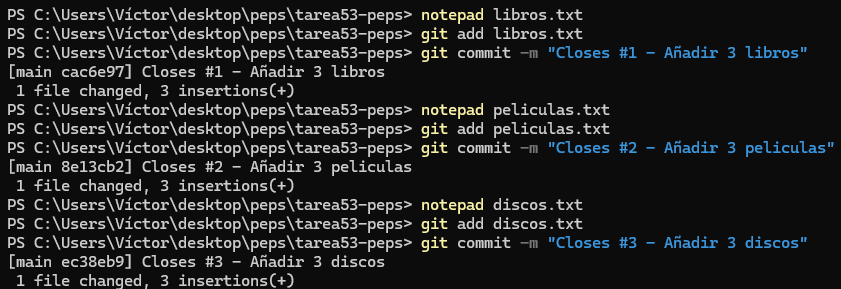 PS C:\Users\Víctor\desktop\peps\tarea53-peps> notepad libros.txt
PS C:\Users\Víctor\desktop\peps\tarea53-peps> git add libros.txt
PS C:\Users\Víctor\desktop\peps\tarea53-peps> git commit -m "Closes #1 - Añadir 3 libros"
[main cac6e97] Closes #1 - Añadir 3 libros
 1 file changed, 3 insertions(+)
PS C:\Users\Víctor\desktop\peps\tarea53-peps> notepad peliculas.txt
PS C:\Users\Víctor\desktop\peps\tarea53-peps> git add peliculas.txt
PS C:\Users\Víctor\desktop\peps\tarea53-peps> git commit -m "Closes #2 - Añadir 3 peliculas"
[main 8e13cb2] Closes #2 - Añadir 3 peliculas
 1 file changed, 3 insertions(+)
PS C:\Users\Víctor\desktop\peps\tarea53-peps> notepad discos.txt
PS C:\Users\Víctor\desktop\peps\tarea53-peps> git add discos.txt
PS C:\Users\Víctor\desktop\peps\tarea53-peps> git commit -m "Closes #3 - Añadir 3 discos"
[main ec38eb9] Closes #3 - Añadir 3 discos
 1 file changed, 3 insertions(+)